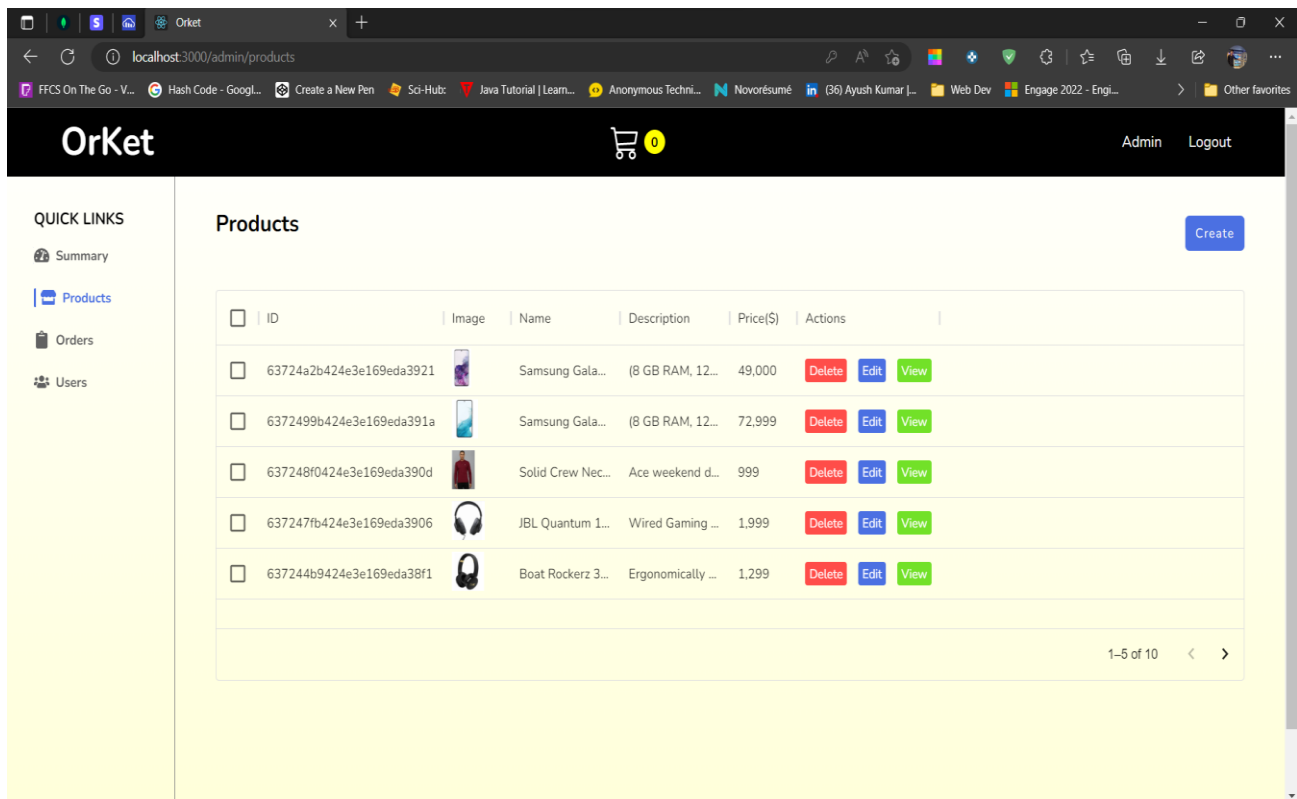 Orket
localhost:3000/admin/products
FFCS On The Go - V... Hash Code - Googl... Create a New Pen Sci-Hub: Java Tutorial | Learn... Anonymous Techni... Novorésumé (36) Ayush Kumar |... Web Dev Engage 2022 - Engi... Other favorites
OrKet 0 Admin Logout
QUICK LINKS
Summary
Products
Orders
Users
Products Create
ID Image Name Description Price($) Actions
63724a2b424e3e169eda3921 Samsung Gala... (8 GB RAM, 12... 49,000 Delete Edit View
6372499b424e3e169eda391a Samsung Gala... (8 GB RAM, 12... 72,999 Delete Edit View
637248f0424e3e169eda390d Solid Crew Nec... Ace weekend d... 999 Delete Edit View
637247fb424e3e169eda3906 JBL Quantum 1... Wired Gaming ... 1,999 Delete Edit View
637244b9424e3e169eda38f1 Boat Rockerz 3... Ergonomically ... 1,299 Delete Edit View
1–5 of 10